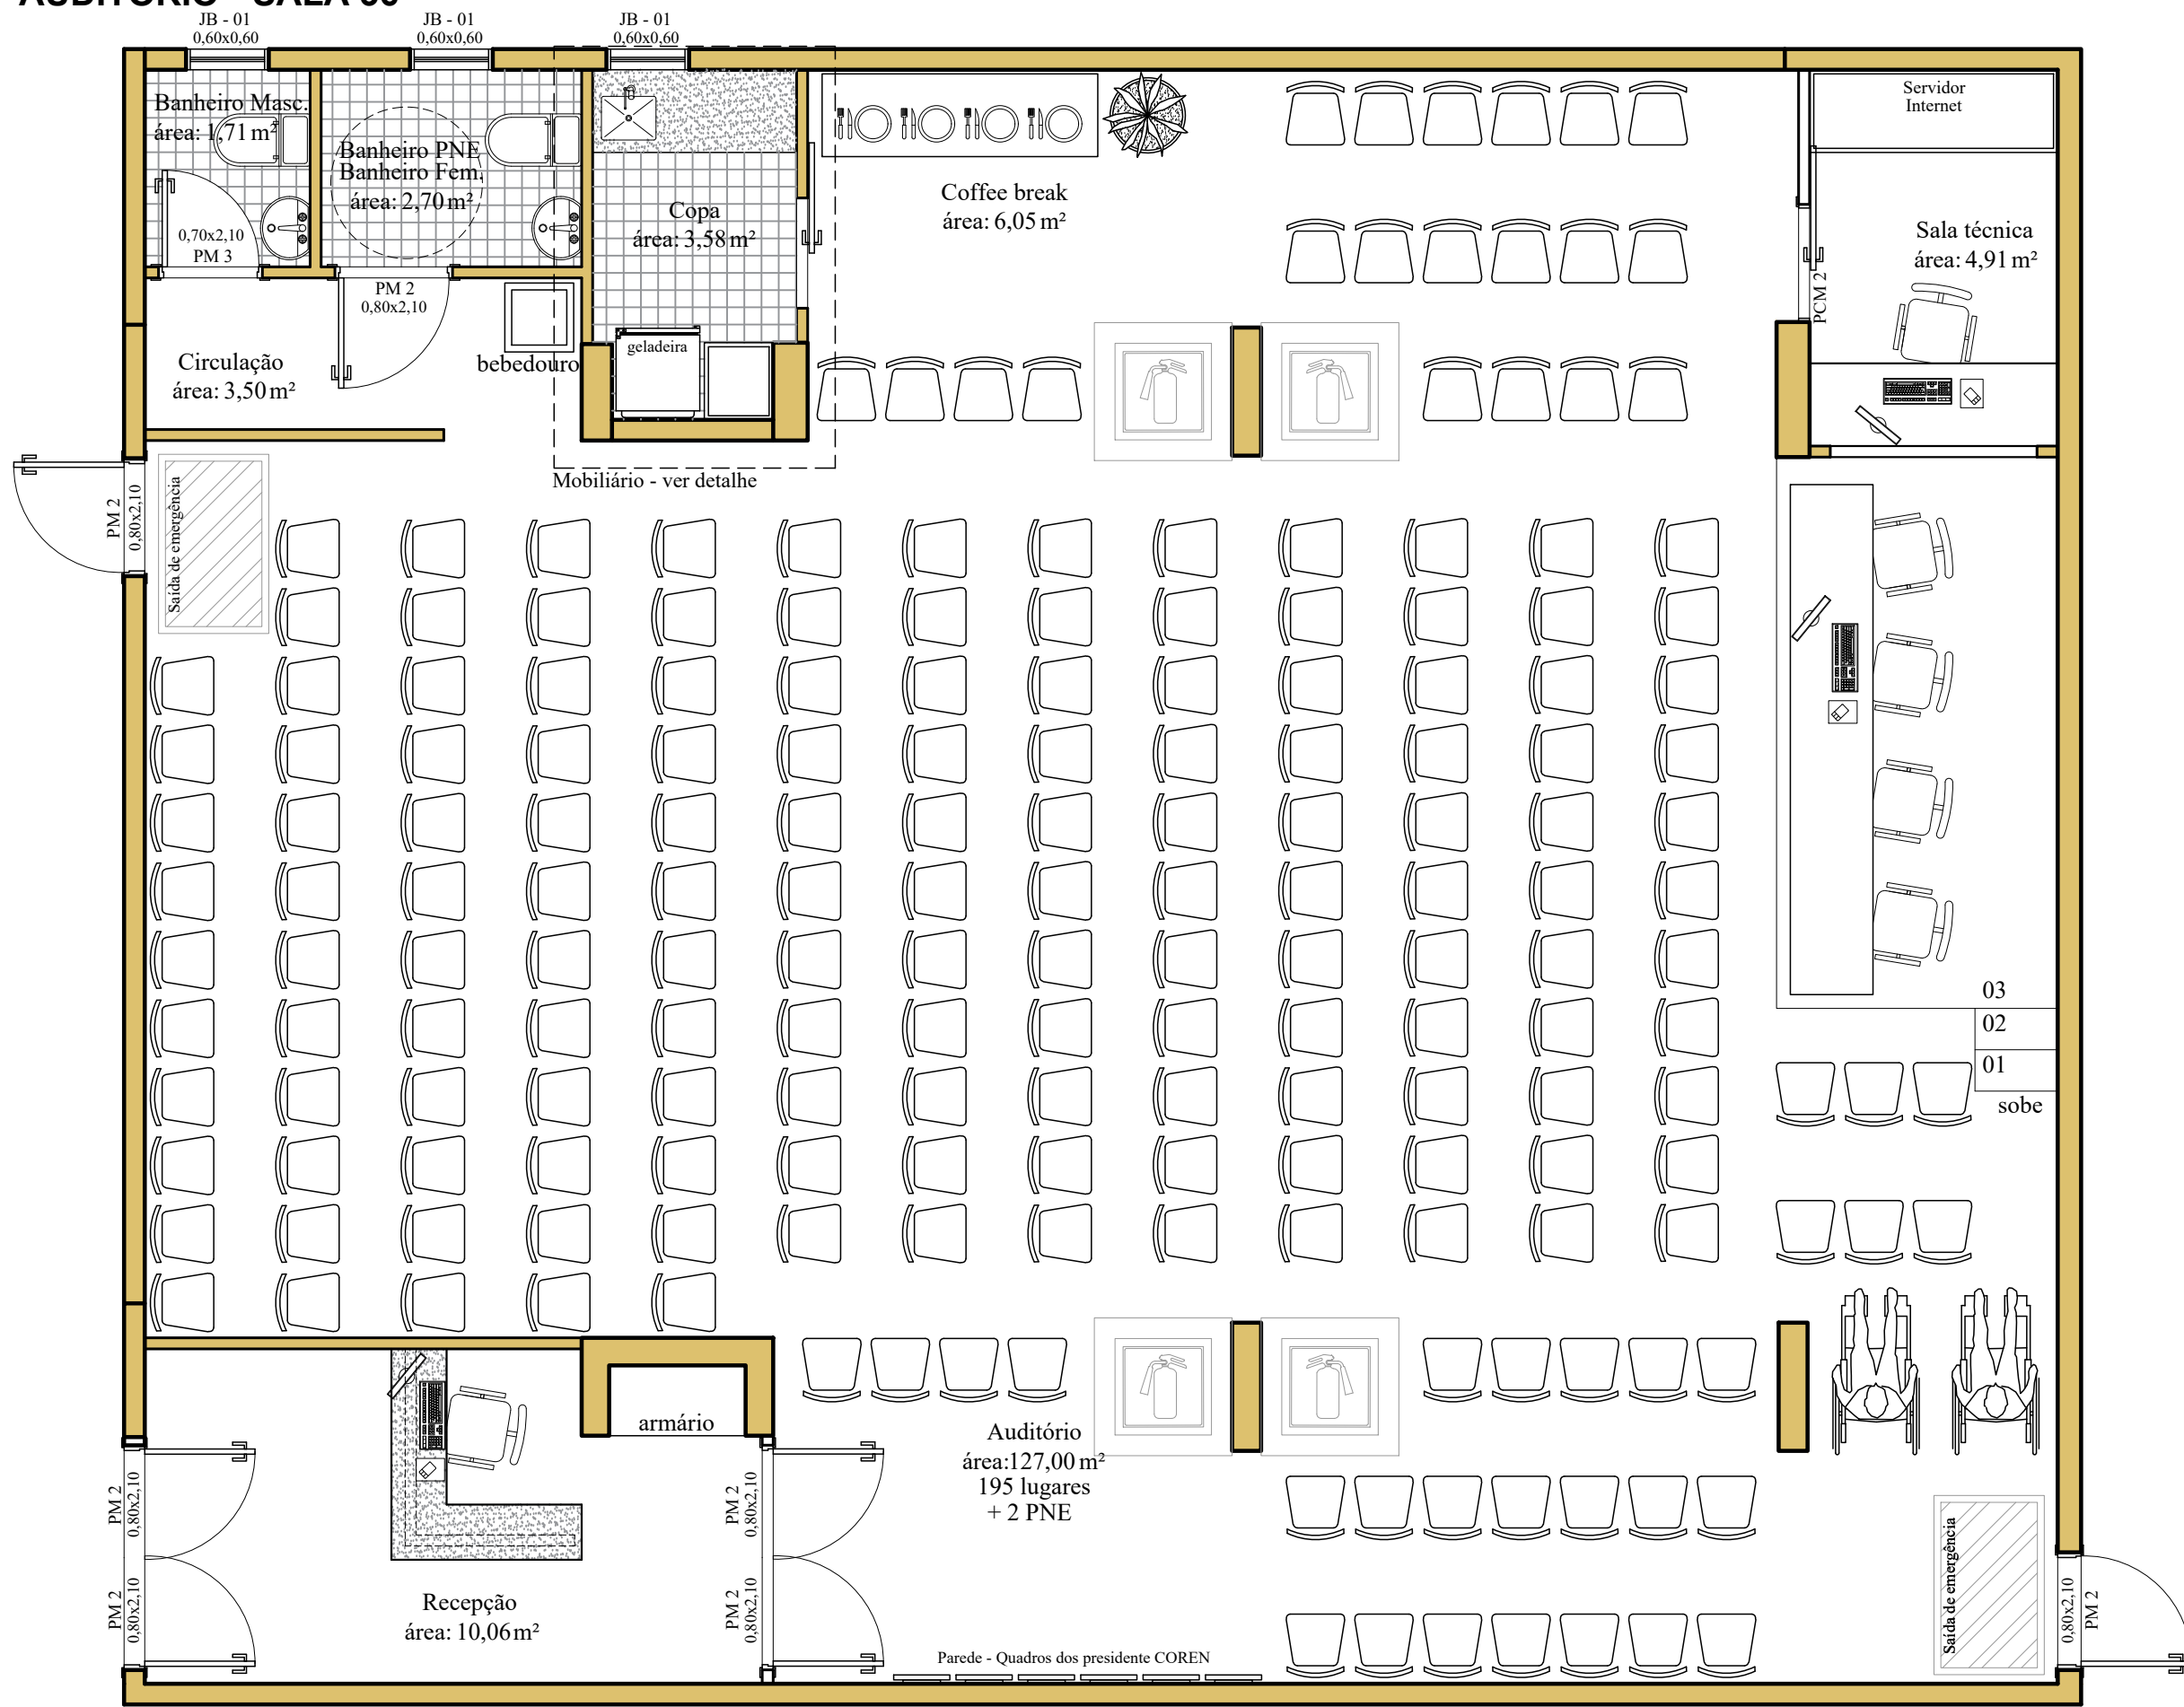 JB - 01
0,60x0,60
JB - 01
0,60x0,60
JB - 01
0,60x0,60
Banheiro Masc.
área: 1,71 m²
Banheiro PNE
Banheiro Fem.
área: 2,70 m²
0,70x2,10
PM 3
PM 2
0,80x2,10
Copa
área: 3,58 m²
geladeira
Coffee break
área: 6,05 m²
Servidor
Internet
Sala técnica
área: 4,91 m²
PCM 2
Circulação
área: 3,50 m²
bebedouro
Mobiliário - ver detalhe
PM 2
0,80x2,10
Saída de emergência
03
02
01
sobe
armário
Auditório
área:127,00 m²
195 lugares
+ 2 PNE
PM 2
0,80x2,10
PM 2
0,80x2,10
PM 2
0,80x2,10
PM 2
0,80x2,10
Recepção
área: 10,06 m²
Parede - Quadros dos presidente COREN
Saída de emergência
0,80x2,10
PM 2